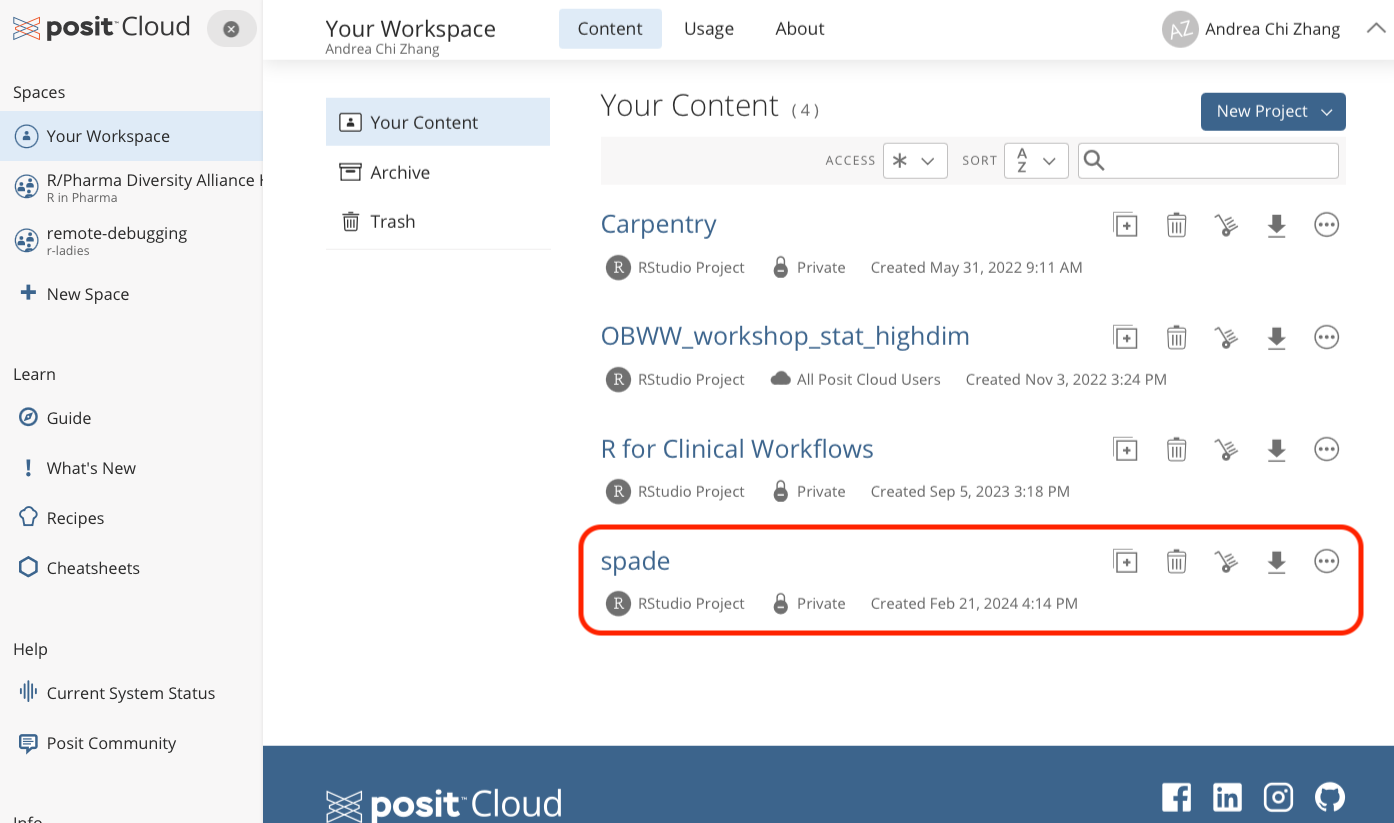 posit Cloud
Spaces
Your Workspace
R/Pharma Diversity Alliance
R in Pharma
remote-debugging
r-ladies
New Space
Learn
Guide
What's New
Recipes
Cheatsheets
Help
Current System Status
Posit Community
Info
Your Workspace
Andrea Chi Zhang
Content Usage About
AZ Andrea Chi Zhang
Your Content
Archive
Trash
Your Content (4)
New Project
ACCESS * SORT A Z
Carpentry
R RStudio Project Private Created May 31, 2022 9:11 AM
OBWW_workshop_stat_highdim
R RStudio Project All Posit Cloud Users Created Nov 3, 2022 3:24 PM
R for Clinical Workflows
R RStudio Project Private Created Sep 5, 2023 3:18 PM
spade
R RStudio Project Private Created Feb 21, 2024 4:14 PM
posit Cloud